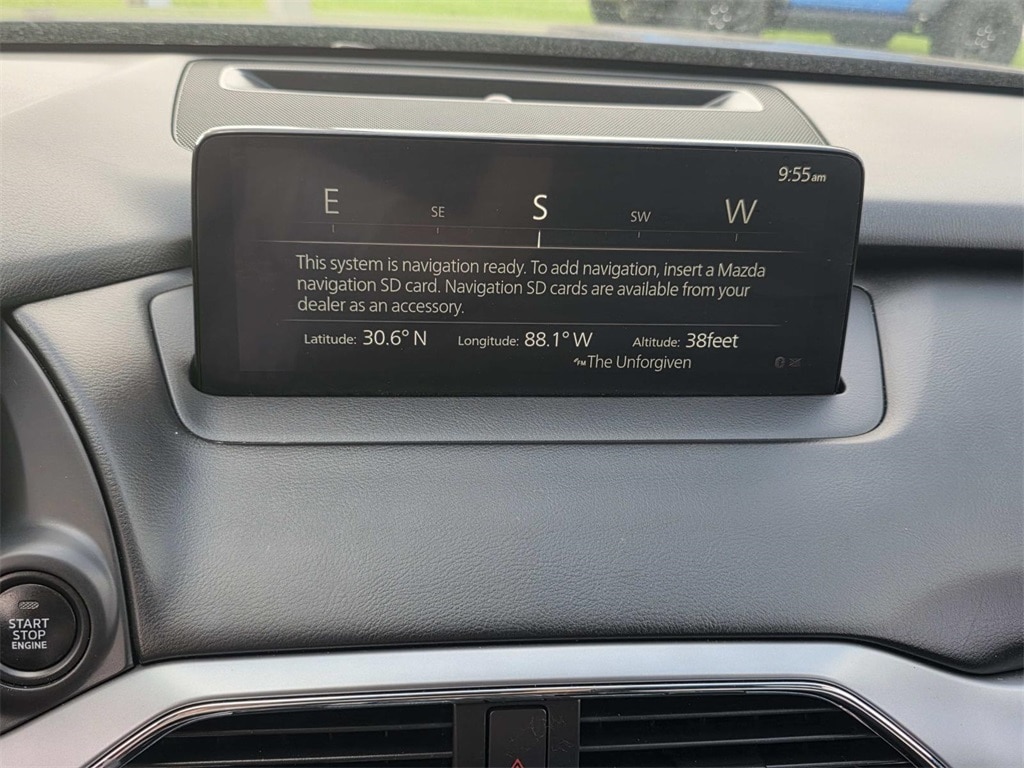 9:55am
E SE S SW W
This system is navigation ready. To add navigation, insert a Mazda
navigation SD card. Navigation SD cards are available from your
dealer as an accessory.
Latitude: 30.6° N Longitude: 88.1° W Altitude: 38feet
FM The Unforgiven
START
STOP
ENGINE